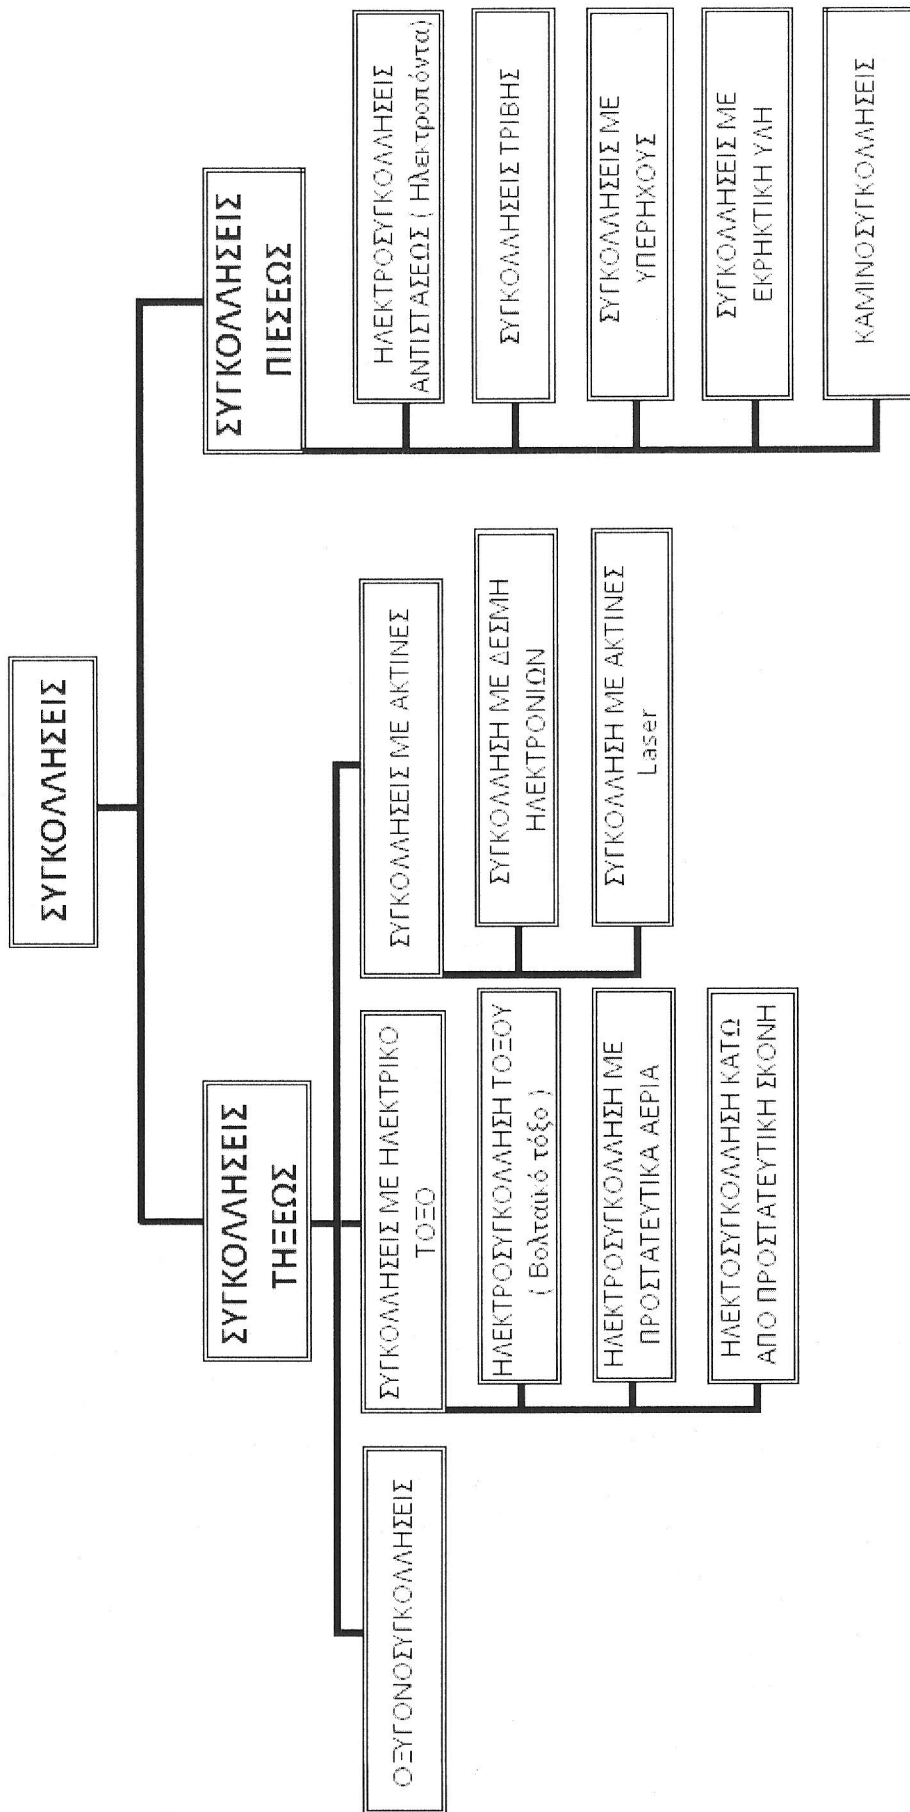 ΣΥΓΚΟΛΛΗΣΕΙΣ
ΣΥΓΚΟΛΛΗΣΕΙΣ
ΤΗΞΕΩΣ
ΟΞΥΓΟΝΟΣΥΓΚΟΛΛΗΣΕΙΣ
ΣΥΓΚΟΛΛΗΣΕΙΣ ΜΕ ΗΛΕΚΤΡΙΚΟ
ΤΟΞΟ
ΗΛΕΚΤΡΟΣΥΓΚΟΛΛΗΣΗ ΤΟΞΟΥ
( Βολταϊκό τόξο )
ΗΛΕΚΤΡΟΣΥΓΚΟΛΛΗΣΗ ΜΕ
ΠΡΟΣΤΑΤΕΥΤΙΚΑ ΑΕΡΙΑ
ΗΛΕΚΤΟΣΥΓΚΟΛΛΗΣΗ ΚΑΤΩ
ΑΠΟ ΠΡΟΣΤΑΤΕΥΤΙΚΗ ΣΚΟΝΗ
ΣΥΓΚΟΛΛΗΣΕΙΣ ΜΕ ΑΚΤΙΝΕΣ
ΣΥΓΚΟΛΛΗΣΗ ΜΕ ΔΕΣΜΗ
ΗΛΕΚΤΡΟΝΙΩΝ
ΣΥΓΚΟΛΛΗΣΗ ΜΕ ΑΚΤΙΝΕΣ
Laser
ΣΥΓΚΟΛΛΗΣΕΙΣ
ΠΙΕΣΕΩΣ
ΗΛΕΚΤΡΟΣΥΓΚΟΛΛΗΣΕΙΣ
ΑΝΤΙΣΤΑΣΕΩΣ ( Ηλεκτροπόντα)
ΣΥΓΚΟΛΛΗΣΕΙΣ ΤΡΙΒΗΣ
ΣΥΓΚΟΛΛΗΣΕΙΣ ΜΕ
ΥΠΕΡΗΧΟΥΣ
ΣΥΓΚΟΛΛΗΣΕΙΣ ΜΕ
ΕΚΡΗΚΤΙΚΗ ΥΛΗ
ΚΑΜΙΝΟΣΥΓΚΟΛΛΗΣΕΙΣ